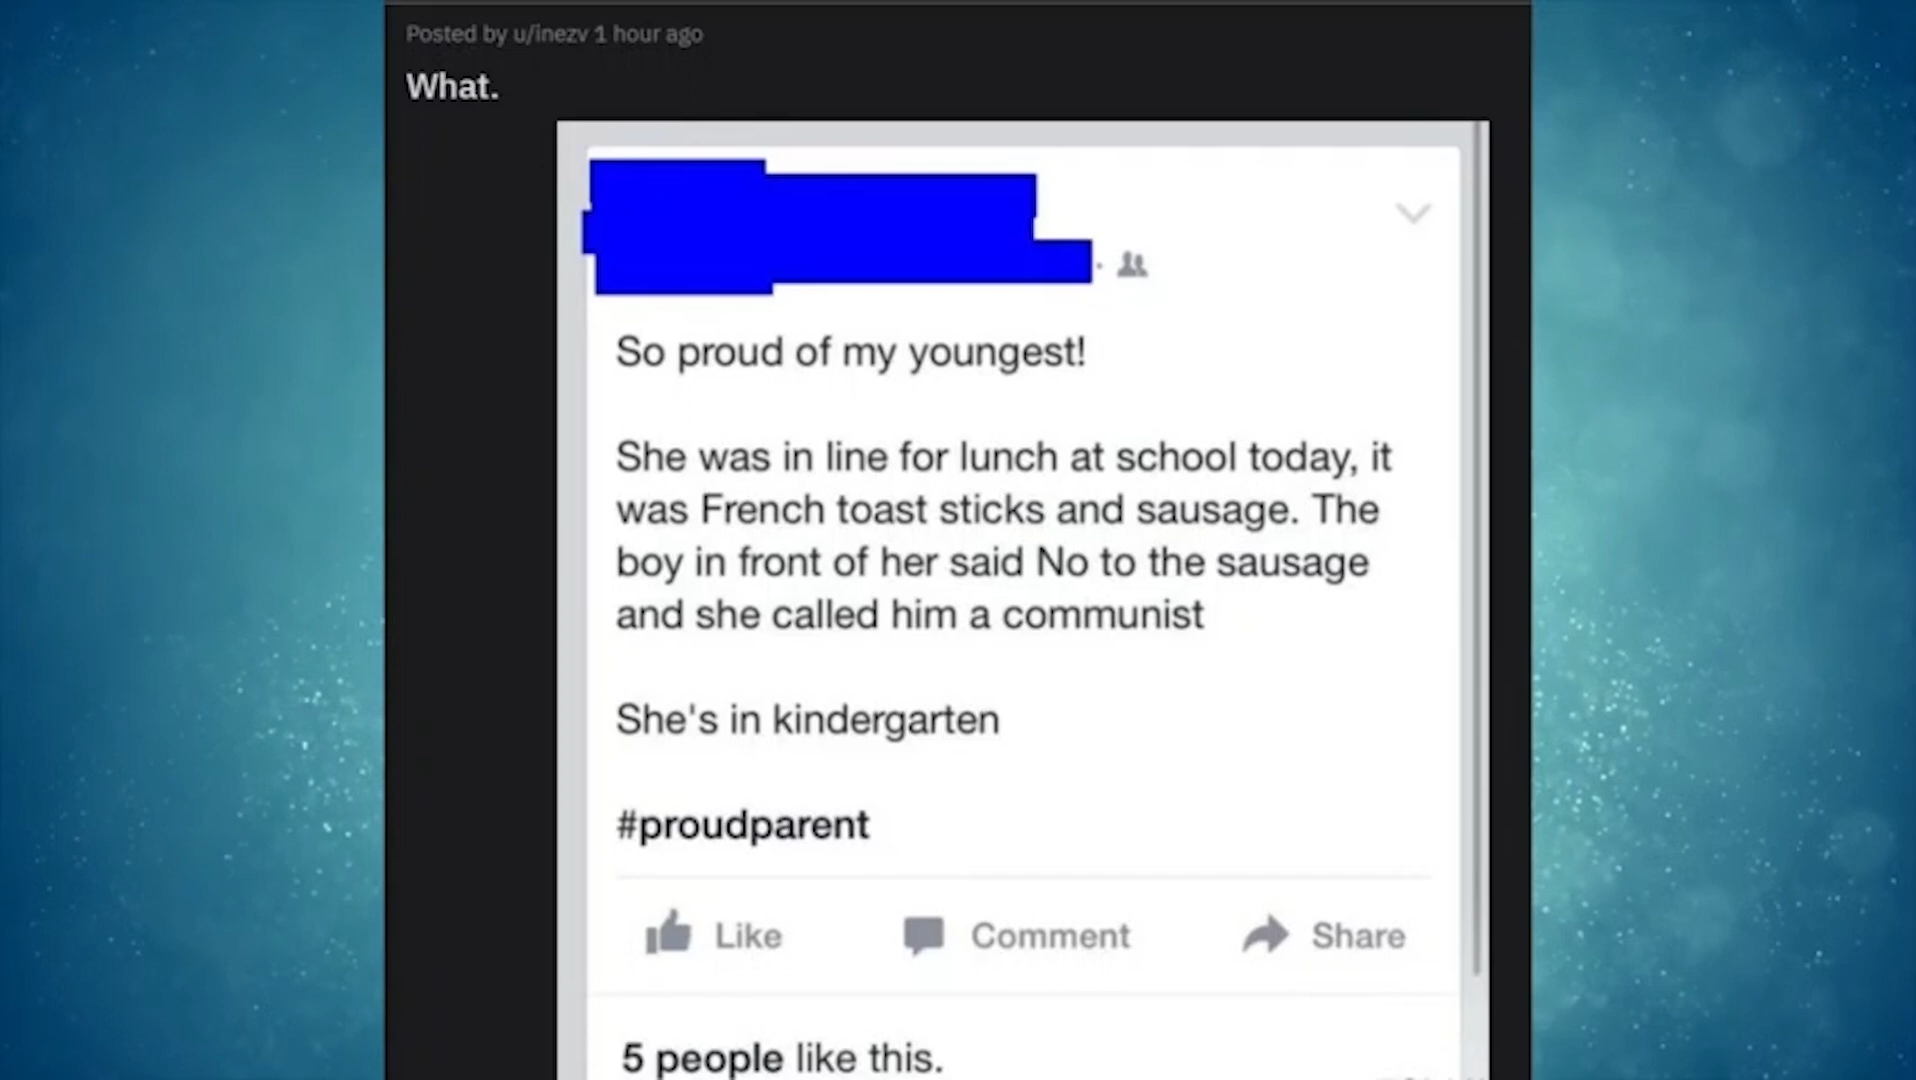 Posted by u/inezv 1 hour ago
What.
So proud of my youngest!
She was in line for lunch at school today, it
was French toast sticks and sausage. The
boy in front of her said No to the sausage
and she called him a communist
She's in kindergarten
#proudparent
Like Comment Share
5 people like this.